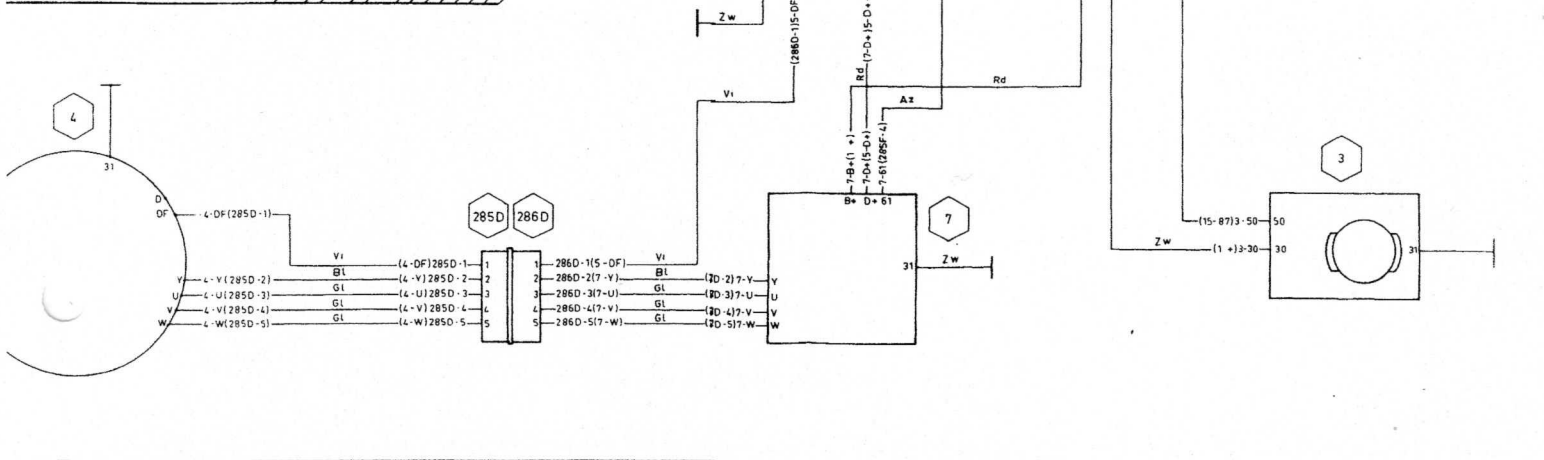 Zw
(286D-1)5-DF
(7-D+)5-D+
Rd
Rd
Vi
Az
4
31
7-B+(1 +)
7-D+(5-D+)
7-61(285F-4)
3
D+
DF
4-DF(285D-1)
285D
286D
B+ D+ 61
7
(15-87)3-50
50
Zw
(1 +)3-30
30
31
Vi
(4-DF)285D-1
1
1
286D-1(5-DF)
Vi
31
Zw
Y
4-Y(285D-2)
Bl
(4-Y)285D-2
2
2
286D-2(7-Y)
Bl
D-2)7-Y
Y
U
4-U(285D-3)
Gl
(4-U)285D-3
3
3
286D-3(7-U)
Gl
D-3)7-U
U
V
4-V(285D-4)
Gl
(4-V)285D-4
4
4
286D-4(7-V)
Gl
D-4)7-V
V
W
4-W(285D-5)
Gl
(4-W)285D-5
5
5
286D-5(7-W)
Gl
D-5)7-W
W